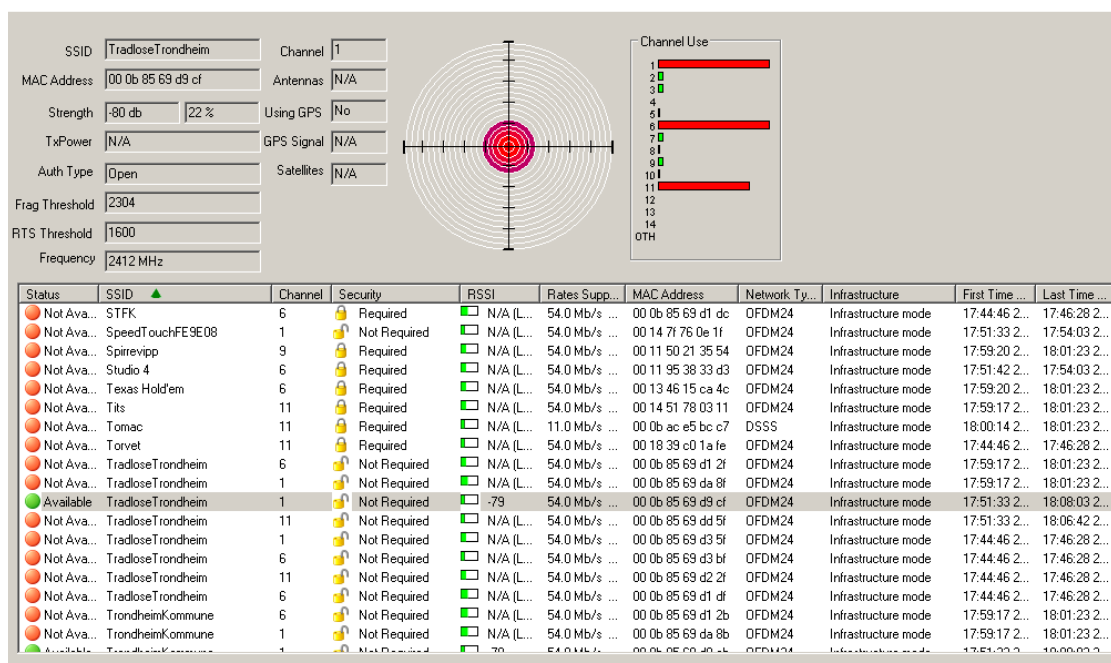 SSID TradloseTrondheim Channel 1
MAC Address 00 0b 85 69 d9 cf Antennas N/A
Strength -80 db 22 % Using GPS No
TxPower N/A GPS Signal N/A
Auth Type Open Satellites N/A
Frag Threshold 2304
RTS Threshold 1600
Frequency 2412 MHz
Channel Use
1
2
3
4
5
6
7
8
9
10
11
12
13
14
OTH
Status SSID Channel Security RSSI Rates Supp... MAC Address Network Ty... Infrastructure First Time ... Last Time ...
Not Ava... STFK 6 Required N/A (L... 54.0 Mb/s ... 00 0b 85 69 d1 dc OFDM24 Infrastructure mode 17:44:46 2... 17:46:28 2...
Not Ava... SpeedTouchFE9E08 1 Not Required N/A (L... 54.0 Mb/s ... 00 14 7f 76 0e 1f OFDM24 Infrastructure mode 17:51:33 2... 17:54:03 2...
Not Ava... Spirrevipp 9 Required N/A (L... 54.0 Mb/s ... 00 11 50 21 35 54 OFDM24 Infrastructure mode 17:59:20 2... 18:01:23 2...
Not Ava... Studio 4 6 Required N/A (L... 54.0 Mb/s ... 00 11 95 38 33 d3 OFDM24 Infrastructure mode 17:51:42 2... 17:54:03 2...
Not Ava... Texas Hold'em 6 Required N/A (L... 54.0 Mb/s ... 00 13 46 15 ca 4c OFDM24 Infrastructure mode 17:59:20 2... 18:01:23 2...
Not Ava... Tits 11 Required N/A (L... 54.0 Mb/s ... 00 14 51 78 03 11 OFDM24 Infrastructure mode 17:59:17 2... 18:01:23 2...
Not Ava... Tomac 11 Required N/A (L... 11.0 Mb/s ... 00 0b ac e5 bc c7 DSSS Infrastructure mode 18:00:14 2... 18:01:23 2...
Not Ava... Torvet 11 Required N/A (L... 54.0 Mb/s ... 00 18 39 c0 1a fe OFDM24 Infrastructure mode 17:44:46 2... 17:46:28 2...
Not Ava... TradloseTrondheim 6 Not Required N/A (L... 54.0 Mb/s ... 00 0b 85 69 d1 2f OFDM24 Infrastructure mode 17:59:17 2... 18:01:23 2...
Not Ava... TradloseTrondheim 1 Not Required N/A (L... 54.0 Mb/s ... 00 0b 85 69 da 8f OFDM24 Infrastructure mode 17:59:17 2... 18:01:23 2...
Available TradloseTrondheim 1 Not Required -79 54.0 Mb/s ... 00 0b 85 69 d9 cf OFDM24 Infrastructure mode 17:51:33 2... 18:08:03 2...
Not Ava... TradloseTrondheim 11 Not Required N/A (L... 54.0 Mb/s ... 00 0b 85 69 dd 5f OFDM24 Infrastructure mode 17:51:33 2... 18:06:42 2...
Not Ava... TradloseTrondheim 1 Not Required N/A (L... 54.0 Mb/s ... 00 0b 85 69 d3 5f OFDM24 Infrastructure mode 17:44:46 2... 17:46:28 2...
Not Ava... TradloseTrondheim 6 Not Required N/A (L... 54.0 Mb/s ... 00 0b 85 69 d3 bf OFDM24 Infrastructure mode 17:44:46 2... 17:46:28 2...
Not Ava... TradloseTrondheim 11 Not Required N/A (L... 54.0 Mb/s ... 00 0b 85 69 d2 2f OFDM24 Infrastructure mode 17:44:46 2... 17:46:28 2...
Not Ava... TradloseTrondheim 6 Not Required N/A (L... 54.0 Mb/s ... 00 0b 85 69 d1 df OFDM24 Infrastructure mode 17:44:46 2... 17:46:28 2...
Not Ava... TrondheimKommune 6 Not Required N/A (L... 54.0 Mb/s ... 00 0b 85 69 d1 2b OFDM24 Infrastructure mode 17:59:17 2... 18:01:23 2...
Not Ava... TrondheimKommune 1 Not Required N/A (L... 54.0 Mb/s ... 00 0b 85 69 da 8b OFDM24 Infrastructure mode 17:59:17 2... 18:01:23 2...